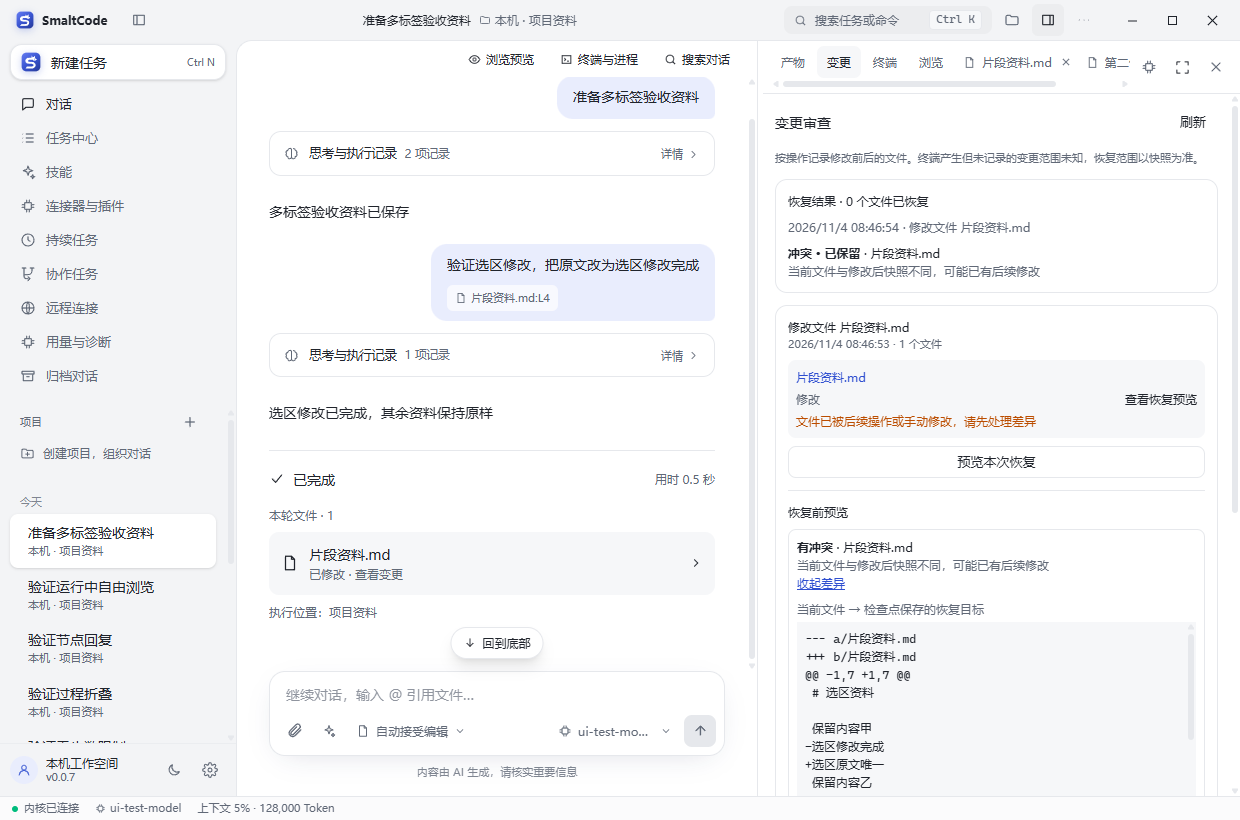 SmaltCode
准备多标签验收资料
本机 · 项目资料
搜索任务或命令
Ctrl K
新建任务
Ctrl N
对话
任务中心
技能
连接器与插件
持续任务
协作任务
远程连接
用量与诊断
归档对话
项目
创建项目，组织对话
今天
准备多标签验收资料
本机 · 项目资料
验证运行中自由浏览
本机 · 项目资料
验证节点回复
本机 · 项目资料
验证过程折叠
本机 · 项目资料
本机工作空间
v0.0.7
浏览预览
终端与进程
搜索对话
准备多标签验收资料
思考与执行记录 2 项记录
详情
多标签验收资料已保存
验证选区修改，把原文改为选区修改完成
片段资料.md:L4
思考与执行记录 1 项记录
详情
选区修改已完成，其余资料保持原样
已完成
用时 0.5 秒
本轮文件 · 1
片段资料.md
已修改 · 查看变更
执行位置：项目资料
回到底部
继续对话，输入 @ 引用文件...
自动接受编辑
ui-test-mo...
内容由 AI 生成，请核实重要信息
产物
变更
终端
浏览
片段资料.md
第二
变更审查
刷新
按操作记录修改前后的文件。终端产生但未记录的变更范围未知，恢复范围以快照为准。
恢复结果 · 0 个文件已恢复
2026/11/4 08:46:54 · 修改文件 片段资料.md
冲突 • 已保留 · 片段资料.md
当前文件与修改后快照不同，可能已有后续修改
修改文件 片段资料.md
2026/11/4 08:46:53 · 1 个文件
片段资料.md
修改
查看恢复预览
文件已被后续操作或手动修改，请先处理差异
预览本次恢复
恢复前预览
有冲突 · 片段资料.md
当前文件与修改后快照不同，可能已有后续修改
收起差异
当前文件 → 检查点保存的恢复目标
--- a/片段资料.md
+++ b/片段资料.md
@@ -1,7 +1,7 @@
# 选区资料
保留内容甲
-选区修改完成
+选区原文唯一
保留内容乙
内核已连接
ui-test-model
上下文 5% · 128,000 Token